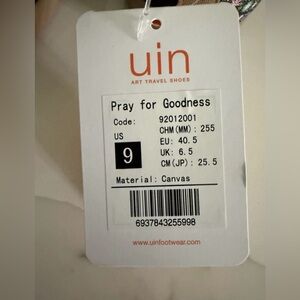 uin
ART TRAVEL SHOES
Pray for Goodness
Code: 92012001
US CHM(MM): 255
9 EU: 40.5
UK: 6.5
CM(JP): 25.5
Material: Canvas
6937843255998
www.uinfootwear.com